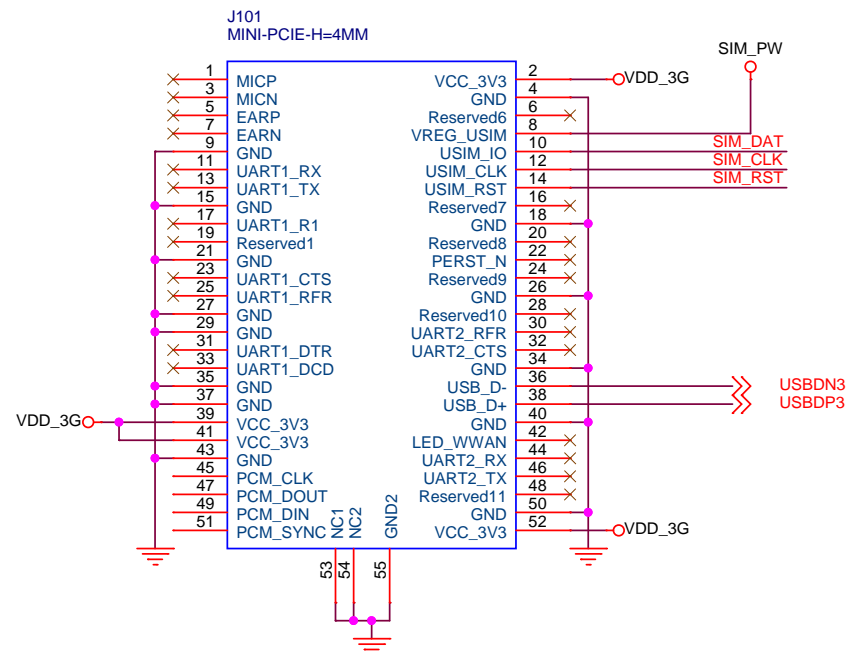 J101
MINI-PCIE-H=4MM
SIM_PW
1 MICP VCC_3V3 2 VDD_3G
3 MICN GND 4
5 EARP Reserved6 6
7 EARN VREG_USIM 8
9 GND USIM_IO 10 SIM_DAT
11 UART1_RX USIM_CLK 12 SIM_CLK
13 UART1_TX USIM_RST 14 SIM_RST
15 GND Reserved7 16
17 UART1_R1 GND 18
19 Reserved1 Reserved8 20
21 GND PERST_N 22
23 UART1_CTS Reserved9 24
25 UART1_RFR GND 26
27 GND Reserved10 28
29 GND UART2_RFR 30
31 UART1_DTR UART2_CTS 32
33 UART1_DCD GND 34
35 GND USB_D- 36 USBDN3
37 GND USB_D+ 38 USBDP3
VDD_3G 39 VCC_3V3 GND 40
41 VCC_3V3 LED_WWAN 42
43 GND UART2_RX 44
45 PCM_CLK UART2_TX 46
47 PCM_DOUT Reserved11 48
49 PCM_DIN GND 50
51 PCM_SYNC VCC_3V3 52 VDD_3G
NC1 NC2 GND2
53 54 55